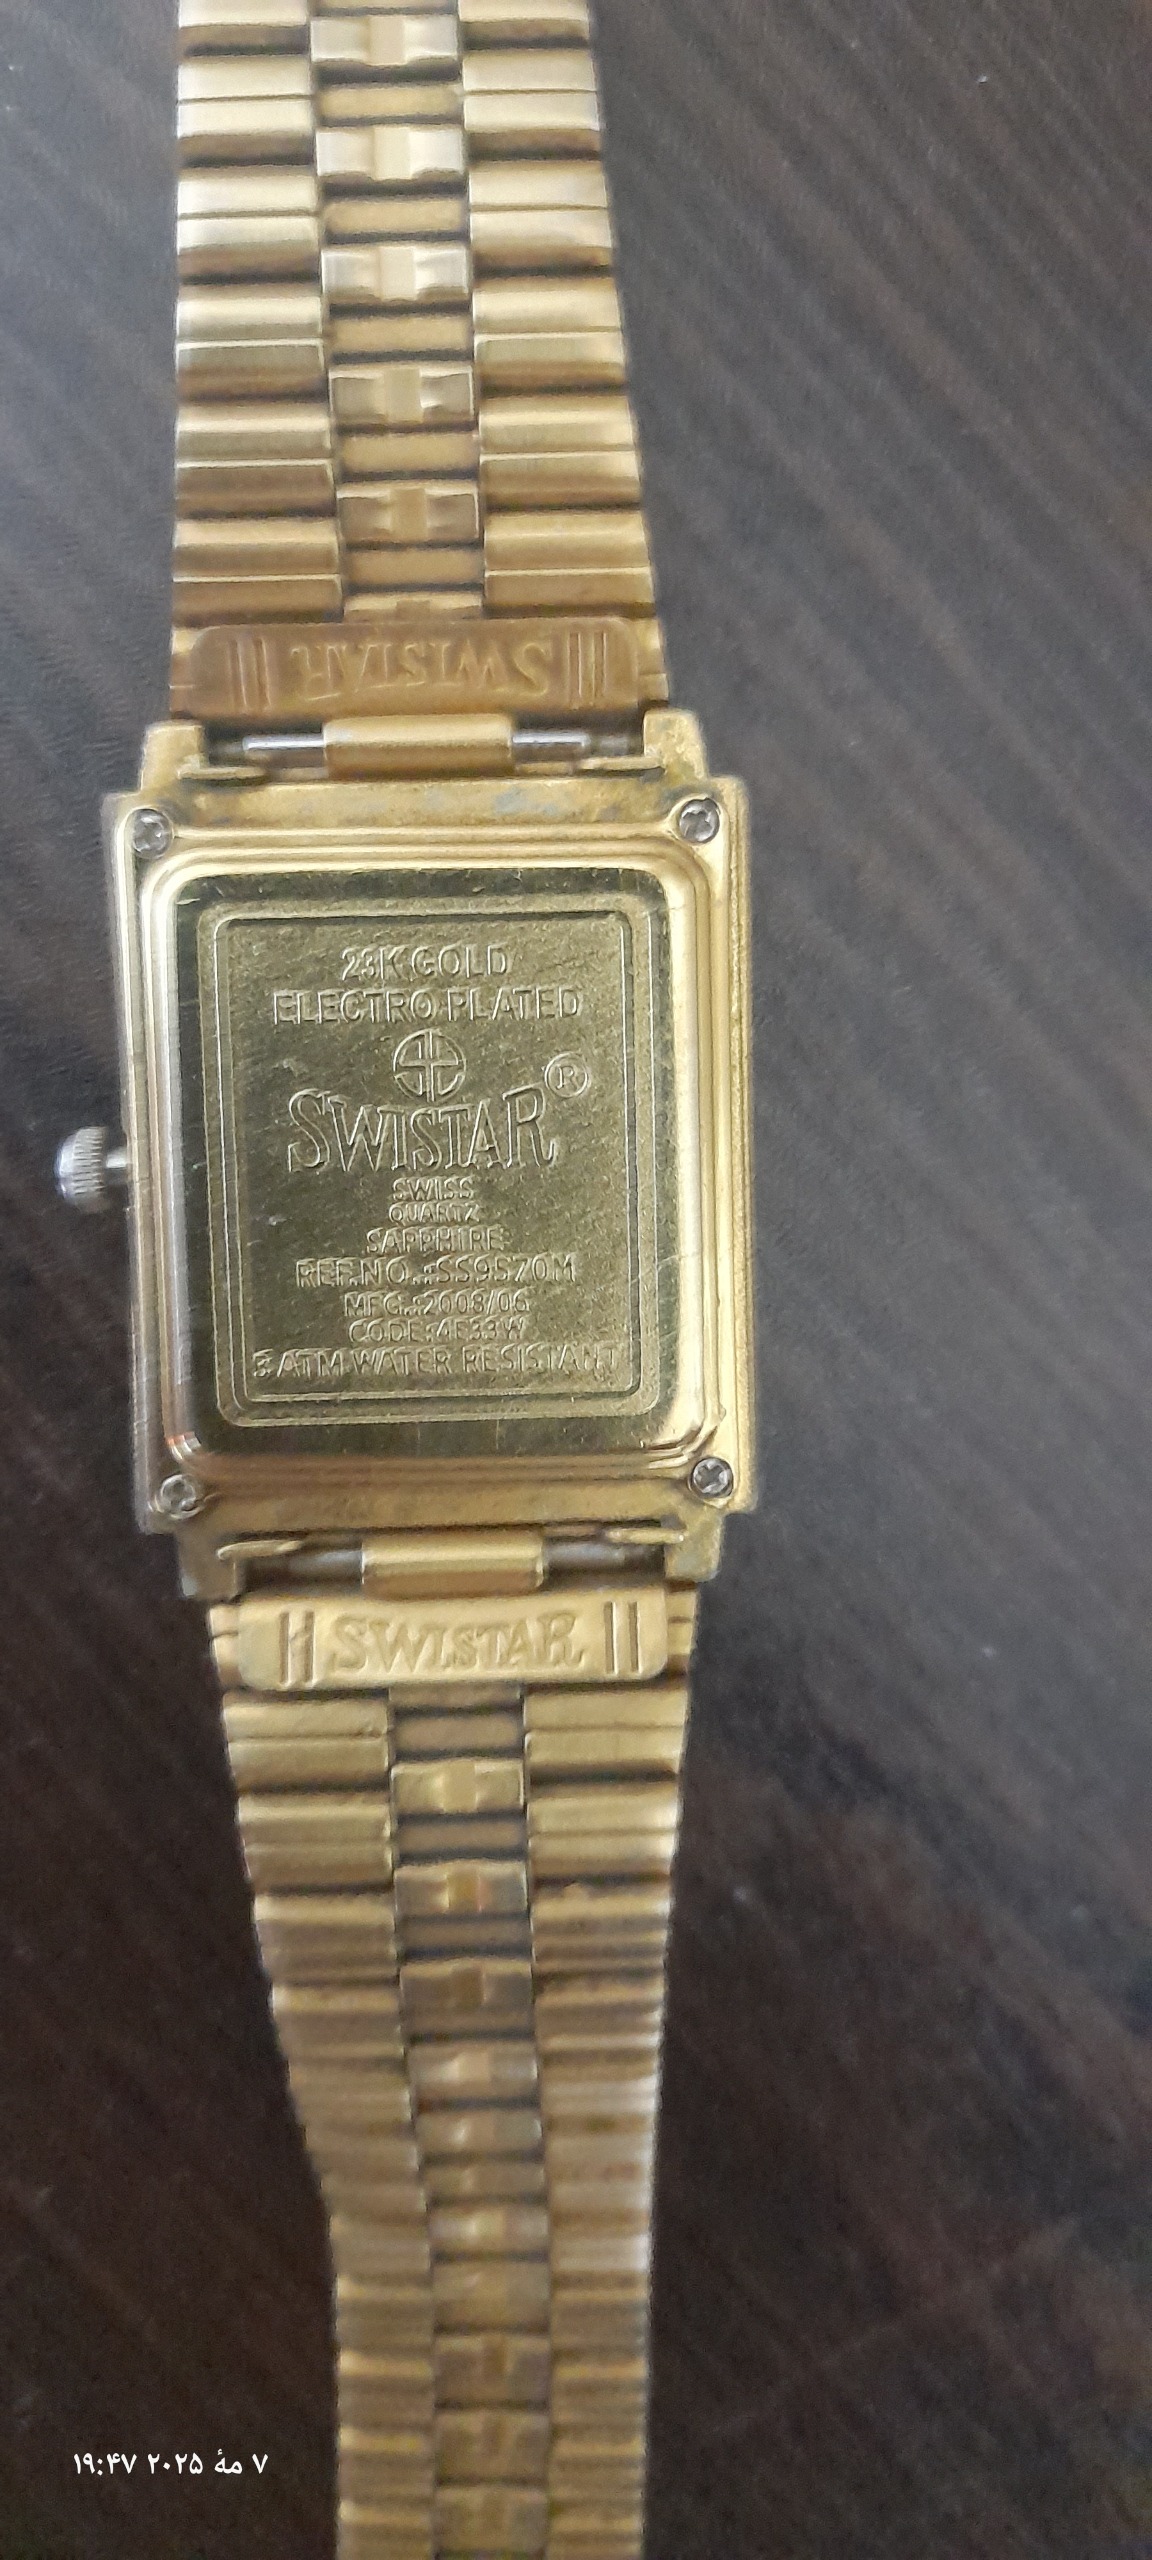 SWISTAR
23K GOLD
ELECTRO PLATED
SWISTAR®
SWISS
QUARTZ
SAPPHIRE
REF.NO.:SS9570M
MFG.:2008/06
CODE:4E33W
3 ATM WATER RESISTANT
SWISTAR
۷ مهٔ ۲۰۲۵ ۱۹:۴۷